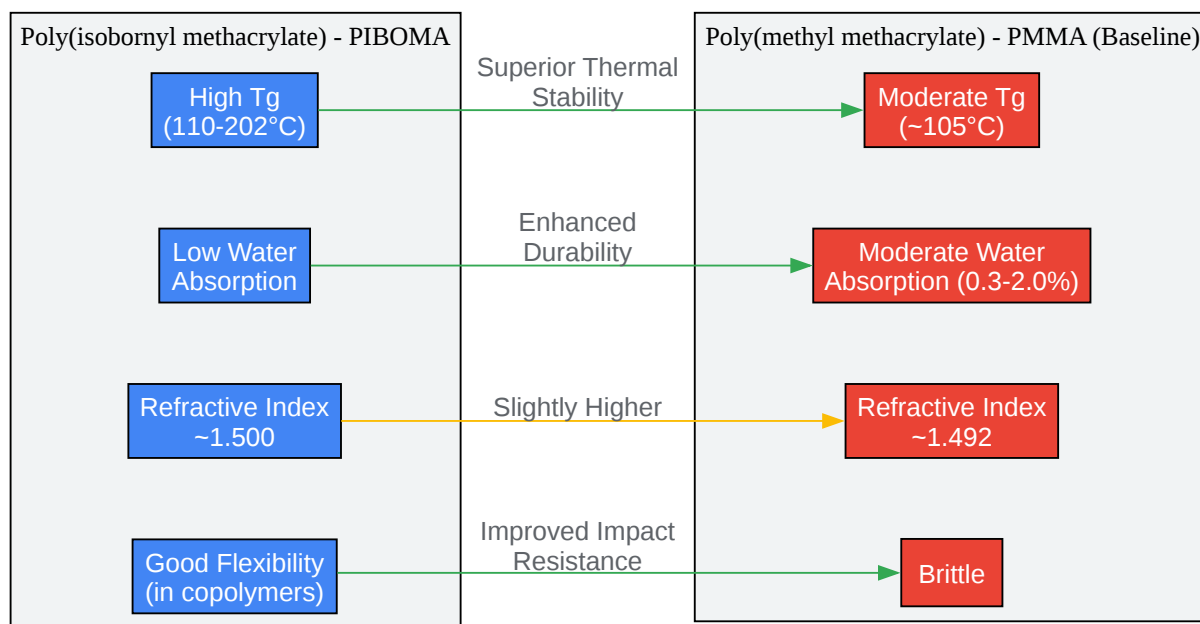 Poly(isobornyl methacrylate) - PIBOMA
Poly(methyl methacrylate) - PMMA (Baseline)
High Tg
(110-202°C)
Superior Thermal
Stability
Moderate Tg
(~105°C)
Low Water
Absorption
Enhanced
Durability
Moderate Water
Absorption (0.3-2.0%)
Refractive Index
~1.500
Slightly Higher
Refractive Index
~1.492
Good Flexibility
(in copolymers)
Improved Impact
Resistance
Brittle